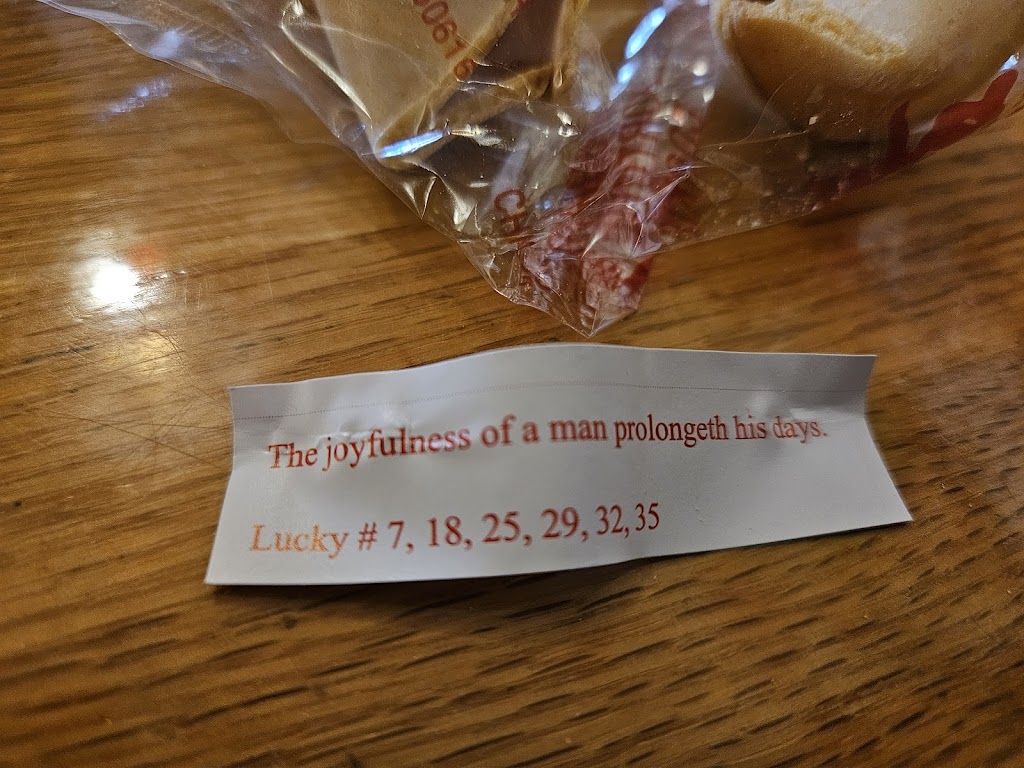 The joyfulness of a man prolongeth his days.
Lucky # 7, 18, 25, 29, 32, 35